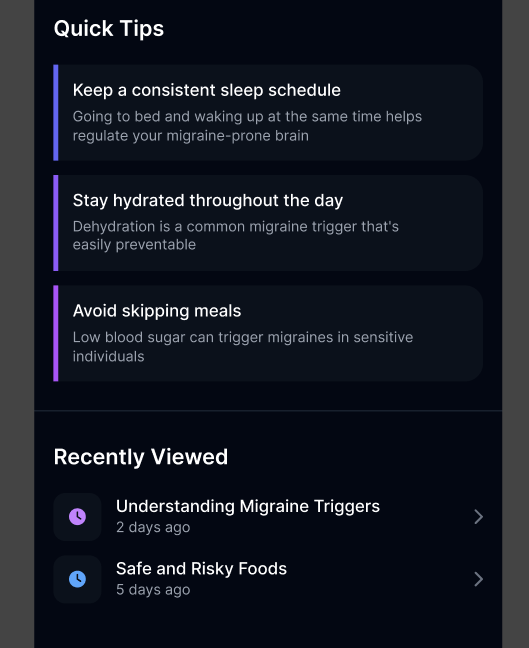 Quick Tips
Keep a consistent sleep schedule
Going to bed and waking up at the same time helps
regulate your migraine-prone brain
Stay hydrated throughout the day
Dehydration is a common migraine trigger that's
easily preventable
Avoid skipping meals
Low blood sugar can trigger migraines in sensitive
individuals
Recently Viewed
Understanding Migraine Triggers
2 days ago
Safe and Risky Foods
5 days ago